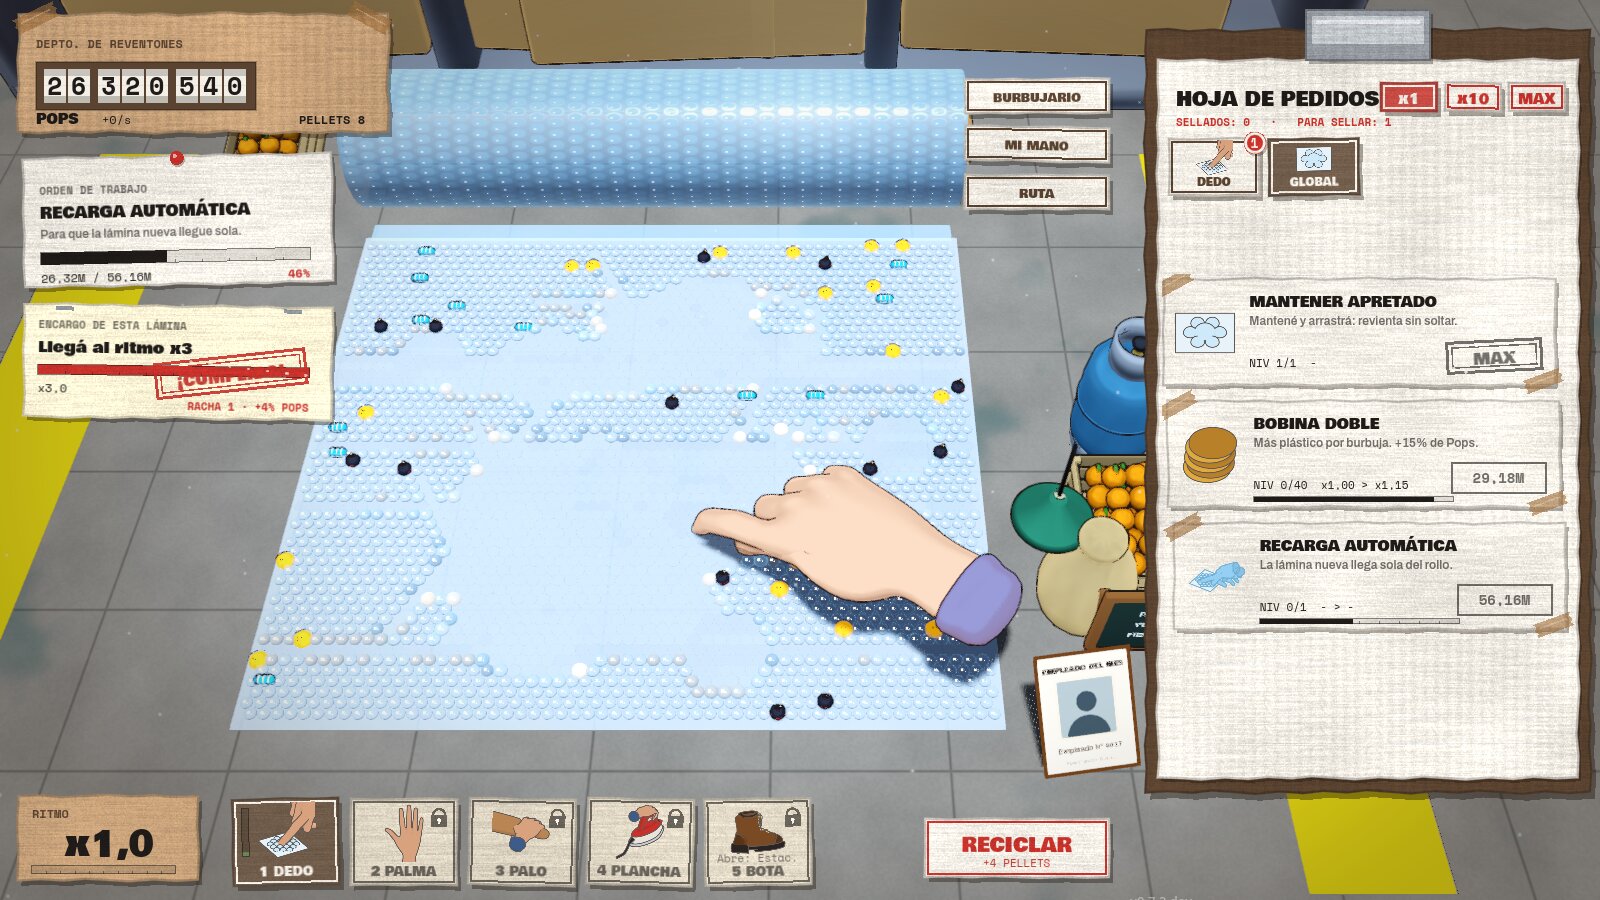 DEPTO. DE REVENTONES
26 320 540
POPS +0/s PELLETS 8
ORDEN DE TRABAJO
RECARGA AUTOMÁTICA
Para que la lámina nueva llegue sola.
26,32M / 56,16M 46%
ENCARGO DE ESTA LÁMINA
Llegá al ritmo x3
x3,0
RACHA 1 · +4% POPS
BURBUJARIO
MI MANO
RUTA
HOJA DE PEDIDOS x1 x10 MAX
SELLADOS: 0 · PARA SELLAR: 1
DEDO 1
GLOBAL
MANTENER APRETADO
Mantené y arrastrá: revienta sin soltar.
NIV 1/1 -
MAX
BOBINA DOBLE
Más plástico por burbuja. +15% de Pops.
NIV 0/40 x1,00 > x1,15
29,18M
RECARGA AUTOMÁTICA
La lámina nueva llega sola del rollo.
NIV 0/1 - > -
56,16M
EMPLEADO DEL MES
RITMO
x1,0
1 DEDO
2 PALMA
3 PALO
4 PLANCHA
Abre: Estac.
5 BOTA
RECICLAR
+4 PELLETS